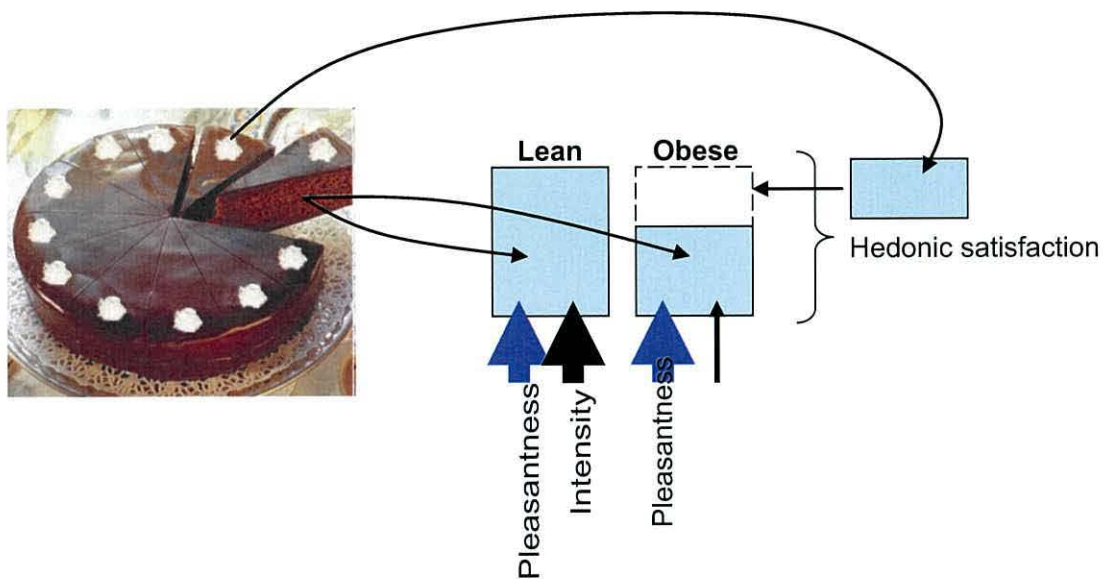 Lean
Obese
Hedonic satisfaction
Pleasantness
Intensity
Pleasantness